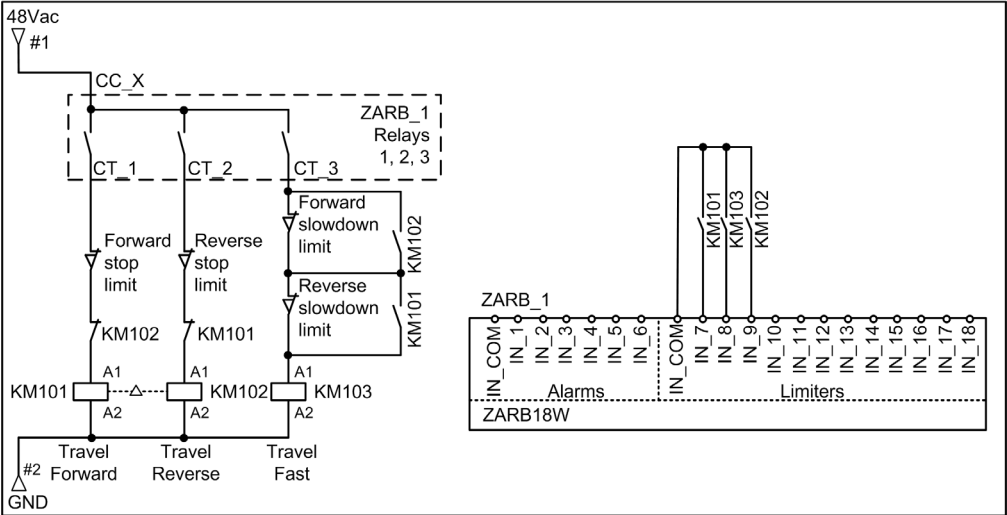 48Vac
#1
CC_X
ZARB_1
Relays
1, 2, 3
CT_1
CT_2
CT_3
Forward
slowdown
limit
KM102
Forward
stop
limit
Reverse
stop
limit
Reverse
slowdown
limit
KM101
KM102
KM101
KM101
A1
A2
A1
KM102
A2
A1
KM103
A2
Travel
Forward
Travel
Reverse
Travel
Fast
#2
GND
KM101
KM103
KM102
ZARB_1
IN_COM
IN_1
IN_2
IN_3
IN_4
IN_5
IN_6
IN_COM
IN_7
IN_8
IN_9
IN_10
IN_11
IN_12
IN_13
IN_14
IN_15
IN_16
IN_17
IN_18
Alarms
Limiters
ZARB18W